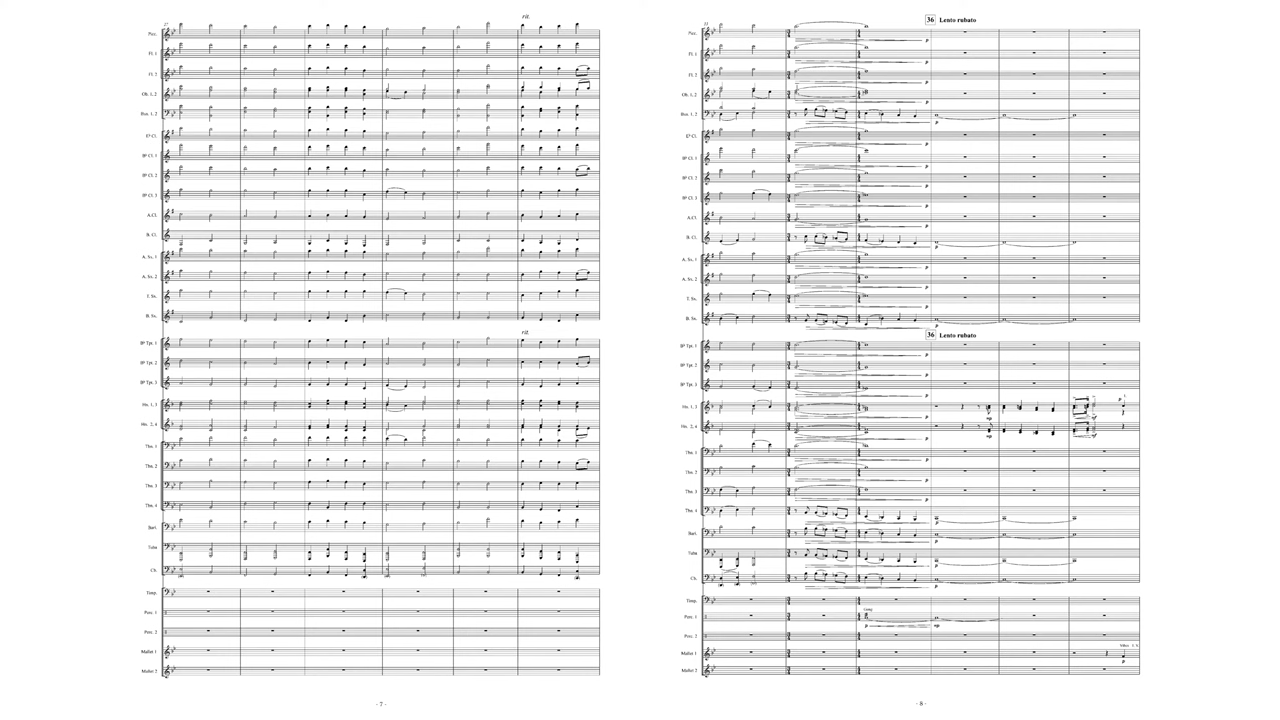 27
rit.
Picc.
Fl. 1
Fl. 2
Ob. 1, 2
Bsn. 1, 2
E♭ Cl.
B♭ Cl. 1
B♭ Cl. 2
B♭ Cl. 3
A.Cl.
B. Cl.
A. Sx. 1
A. Sx. 2
T. Sx.
B. Sx.
rit.
B♭ Tpt. 1
B♭ Tpt. 2
B♭ Tpt. 3
Hn. 1, 3
Hn. 2, 4
Tbn. 1
Tbn. 2
Tbn. 3
Tbn. 4
Bari.
Tuba
Cb.
Timp.
Perc. 1
Perc. 2
Mallet 1
Mallet 2
- 7 -
33
36 Lento rubato
Picc.
Fl. 1
Fl. 2
Ob. 1, 2
Bsn. 1, 2
E♭ Cl.
B♭ Cl. 1
B♭ Cl. 2
B♭ Cl. 3
A.Cl.
B. Cl.
A. Sx. 1
A. Sx. 2
T. Sx.
B. Sx.
36 Lento rubato
B♭ Tpt. 1
B♭ Tpt. 2
B♭ Tpt. 3
Hn. 1, 3
mp
Hn. 2, 4
mp
Tbn. 1
Tbn. 2
Tbn. 3
Tbn. 4
Bari.
Tuba
Cb.
Timp.
Perc. 1
p mp
Perc. 2
Mallet 1
p
Mallet 2
- 8 -